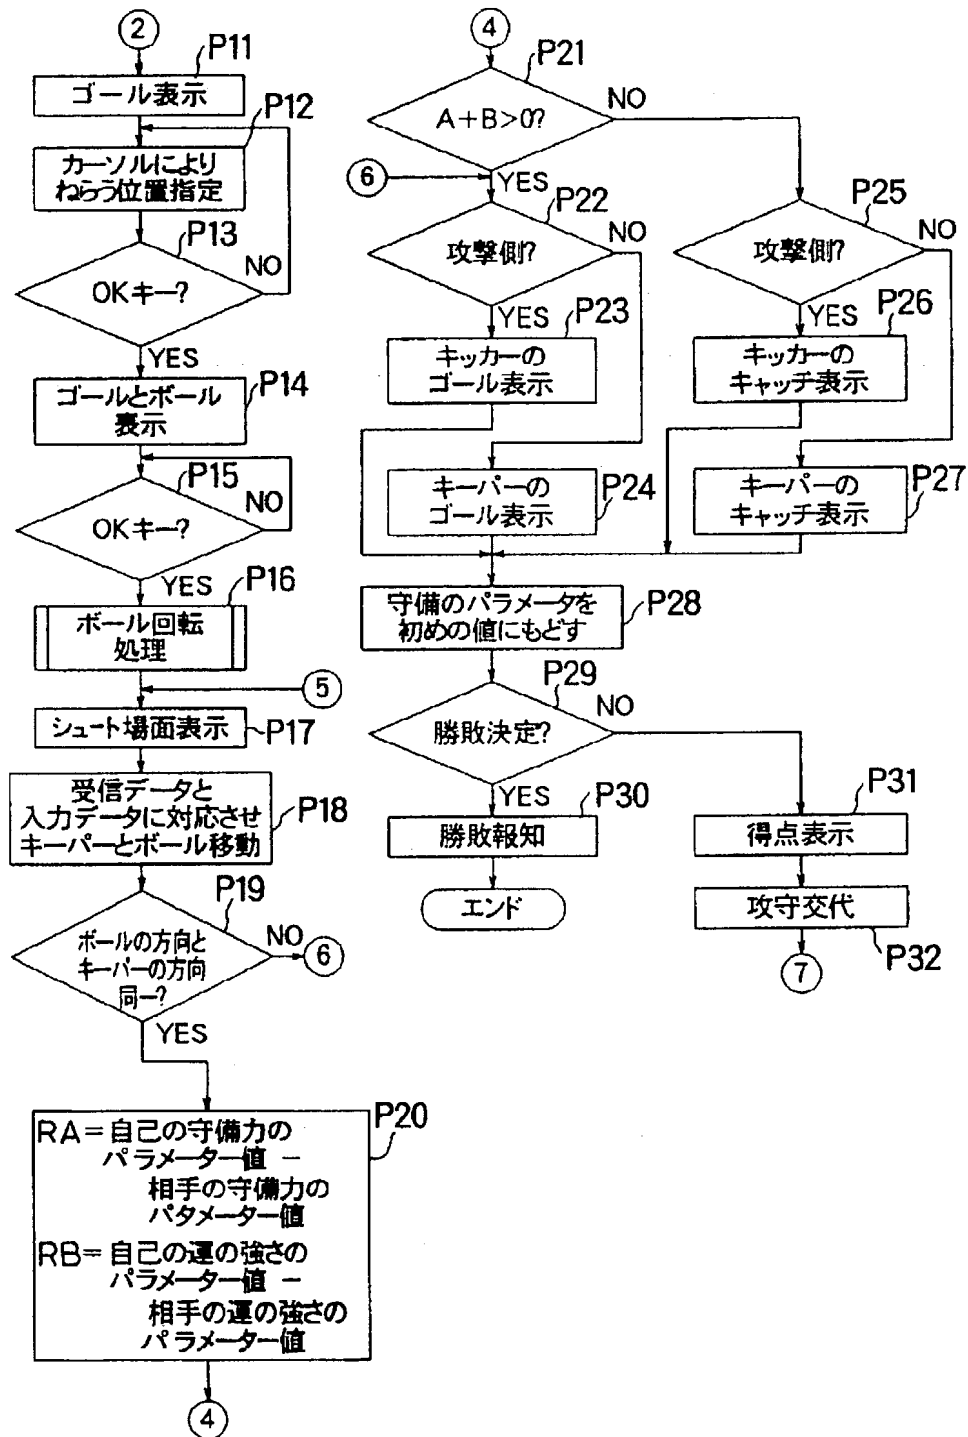 2
P11
ゴール表示
P12
カーソルにより
ねらう位置指定
P13
OKキー?
NO
YES
P14
ゴールとボール
表示
P15
OKキー?
NO
YES
P16
ボール回転
処理
5
シュート場面表示
P17
受信データと
入力データに対応させ
キーパーとボール移動
P18
P19
ボールの方向と
キーパーの方向
同一?
NO
6
YES
P20
RA=自己の守備力の
パラメーター値 −
相手の守備力の
パタメーター値
RB=自己の運の強さの
パラメーター値 −
相手の運の強さの
パラメーター値
4
4
P21
A+B>0?
NO
6
YES
P22
攻撃側?
NO
YES
P23
キッカーの
ゴール表示
キーパーの
ゴール表示
P24
P25
攻撃側?
NO
YES
P26
キッカーの
キャッチ表示
キーパーの
キャッチ表示
P27
守備のパラメータを
初めの値にもどす
P28
P29
勝敗決定?
NO
YES
P30
勝敗報知
エンド
P31
得点表示
攻守交代
P32
7